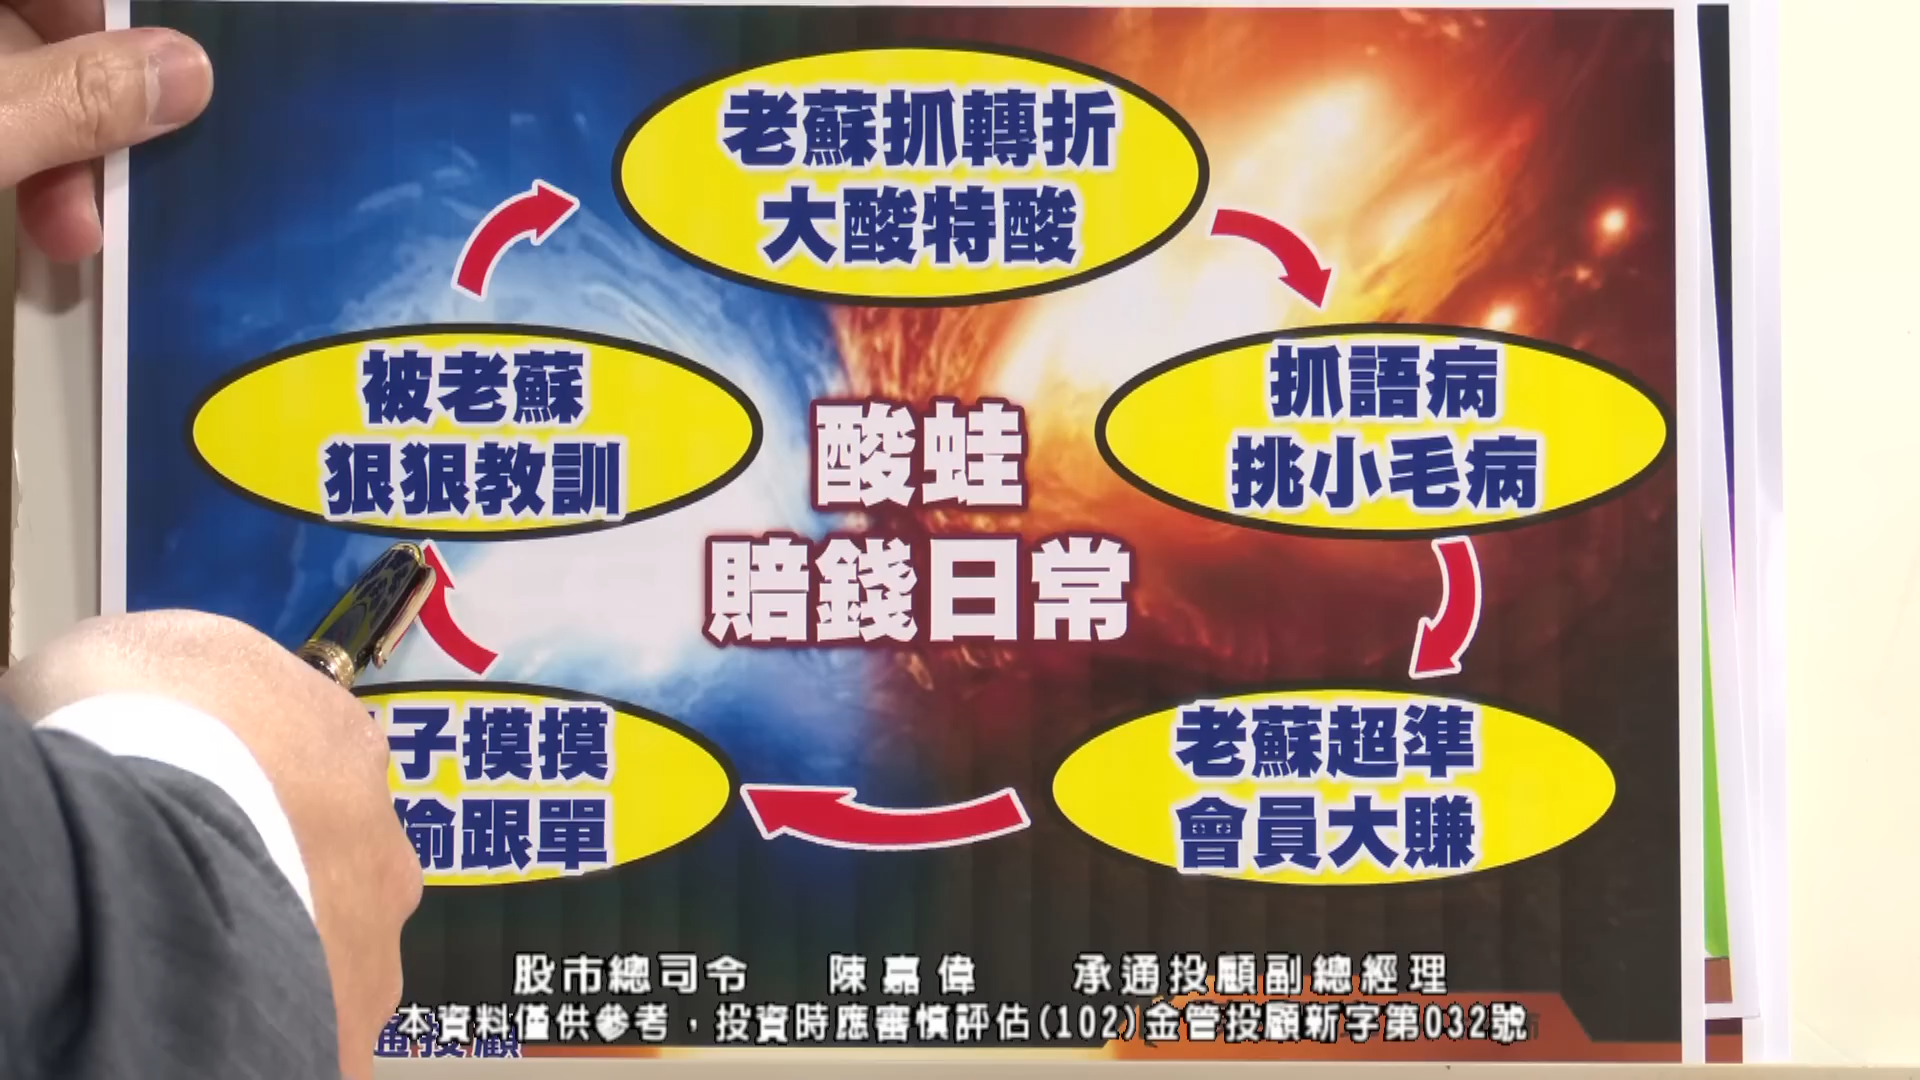 老蘇抓轉折
大酸特酸
被老蘇
狠狠教訓
抓語病
挑小毛病
酸蛙
賠錢日常
子摸摸
偷跟單
老蘇超準
會員大賺
股市總司令 陳嘉偉 承通投顧副總經理
本資料僅供參考，投資時應審慎評估(102)金管投顧新字第032號
通投顧